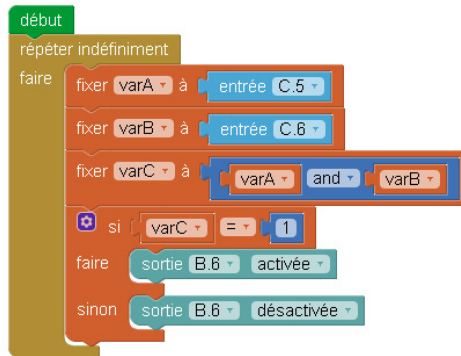 début
répéter indéfiniment
faire
fixer varA à entrée C.5
fixer varB à entrée C.6
fixer varC à varA and varB
si varC = 1
faire sortie B.6 activée
sinon sortie B.6 désactivée